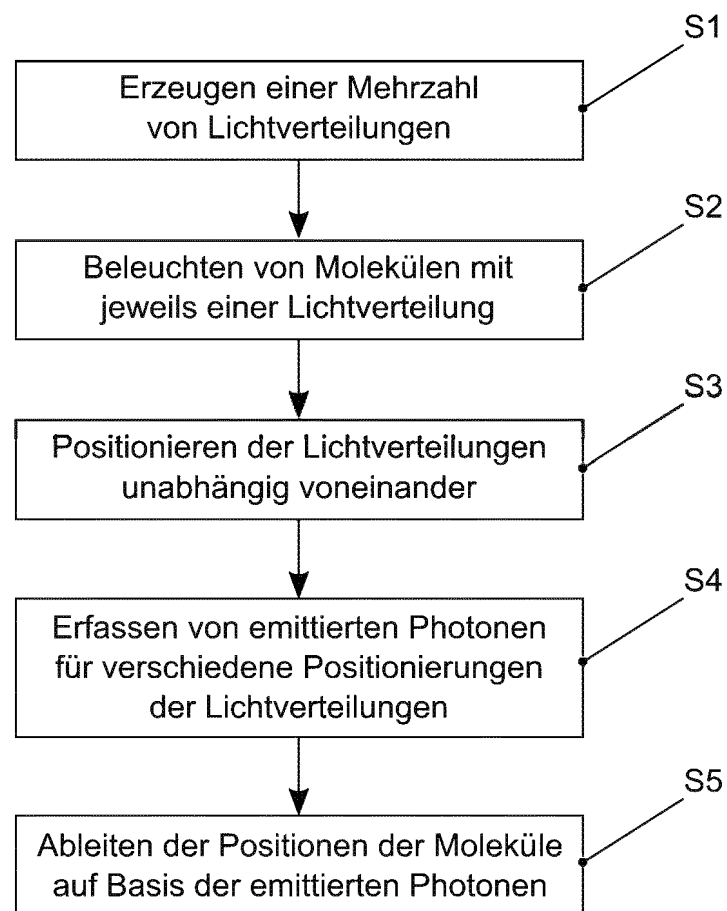 S1
Erzeugen einer Mehrzahl
von Lichtverteilungen
S2
Beleuchten von Molekülen mit
jeweils einer Lichtverteilung
S3
Positionieren der Lichtverteilungen
unabhängig voneinander
S4
Erfassen von emittierten Photonen
für verschiedene Positionierungen
der Lichtverteilungen
S5
Ableiten der Positionen der Moleküle
auf Basis der emittierten Photonen